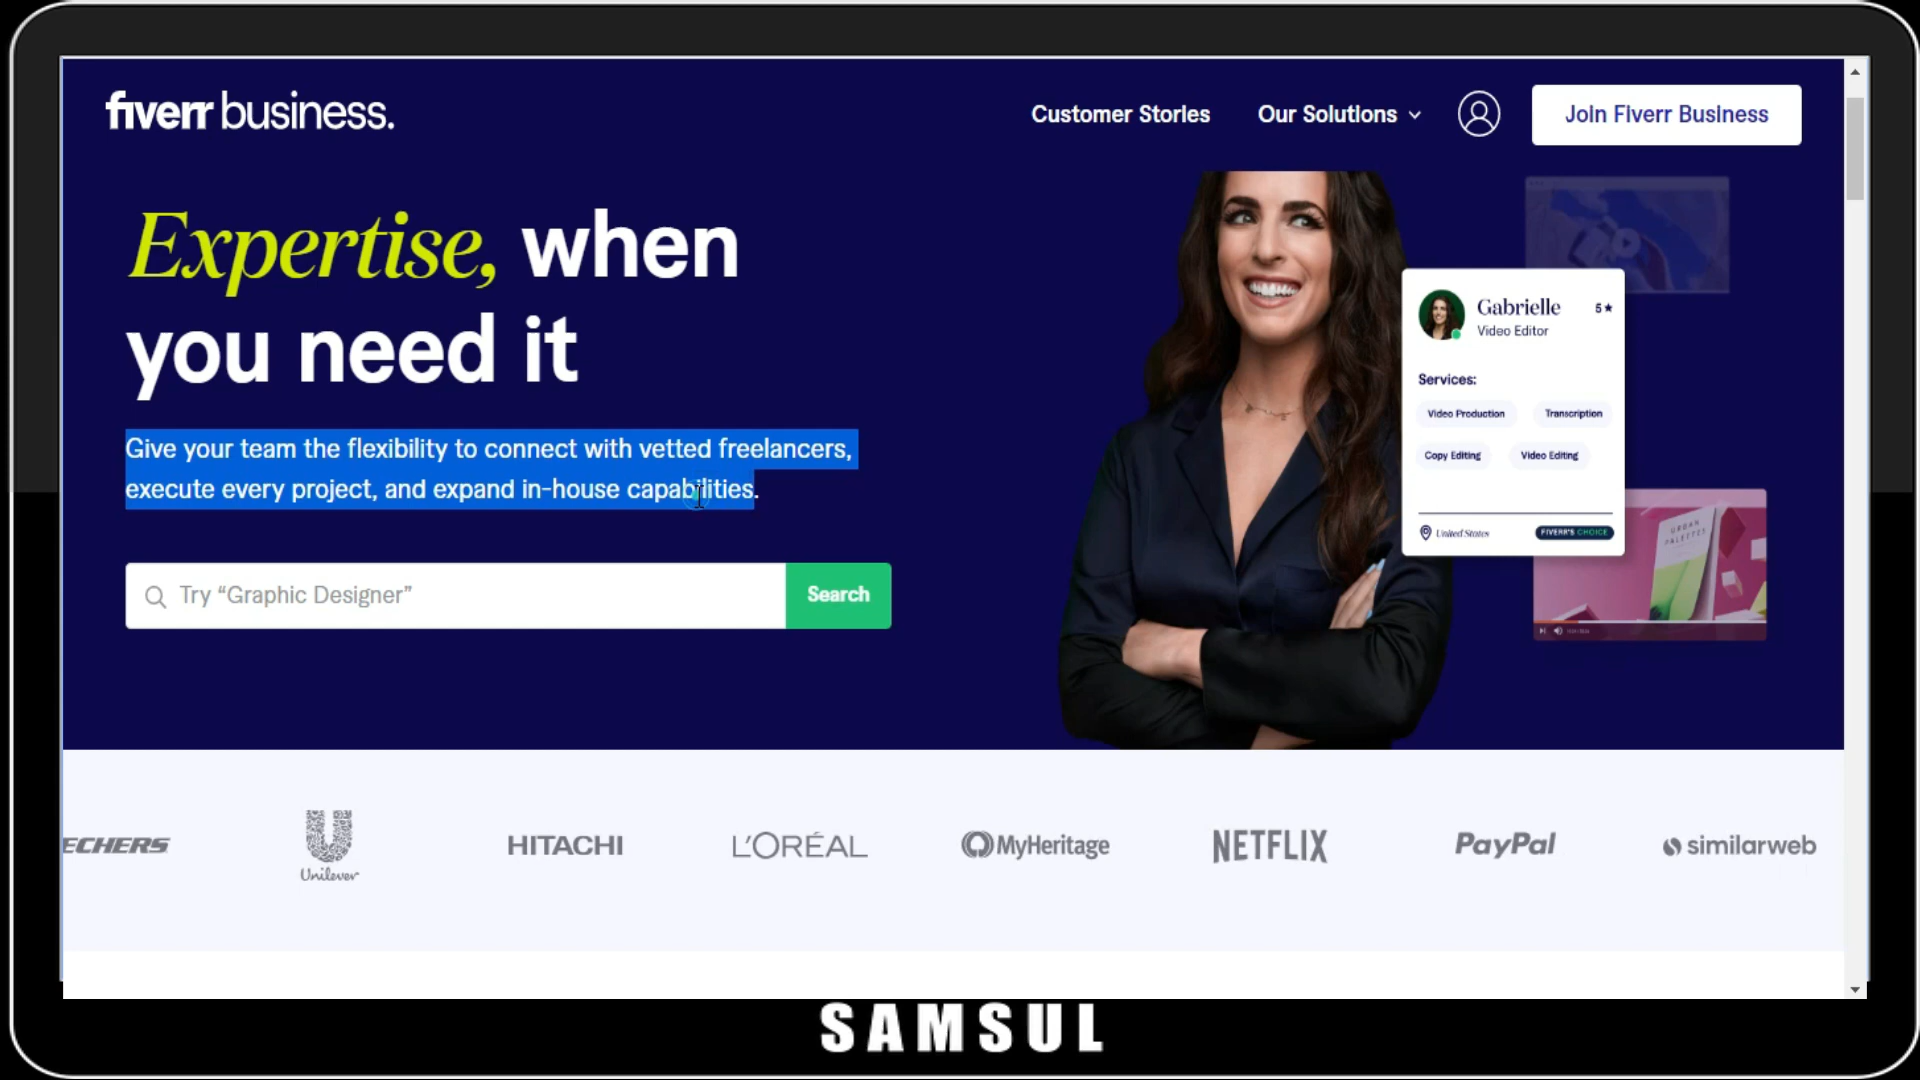 fiverr business.
Customer Stories
Our Solutions
Join Fiverr Business
Expertise, when
you need it
Give your team the flexibility to connect with vetted freelancers,
execute every project, and expand in-house capabilities.
Try “Graphic Designer”
Search
Gabrielle
5★
Video Editor
Services:
Video Production
Transcription
Copy Editing
Video Editing
United States
FIVERR'S CHOICE
URBAN
PALETTES
ECHERS
Unilever
HITACHI
L'ORÉAL
MyHeritage
NETFLIX
PayPal
similarweb
SAMSUL